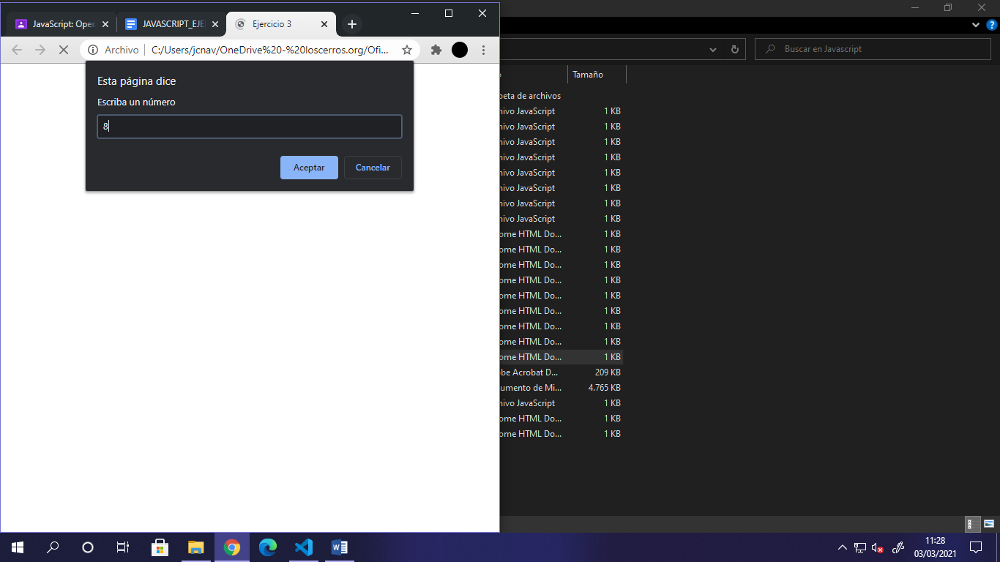 JavaScript: Oper
JAVASCRIPT_EJE
Ejercicio 3
Archivo
C:/Users/jcnav/OneDrive%20-%20loscerros.org/Ofi...
Esta página dice
Escriba un número
8
Aceptar
Cancelar
Buscar en Javascript
Tamaño
peta de archivos
hivo JavaScript 1 KB
hivo JavaScript 1 KB
hivo JavaScript 1 KB
hivo JavaScript 1 KB
hivo JavaScript 1 KB
hivo JavaScript 1 KB
hivo JavaScript 1 KB
hivo JavaScript 1 KB
ome HTML Do... 1 KB
ome HTML Do... 1 KB
ome HTML Do... 1 KB
ome HTML Do... 1 KB
ome HTML Do... 1 KB
ome HTML Do... 1 KB
ome HTML Do... 1 KB
ome HTML Do... 1 KB
ome HTML Do... 1 KB
be Acrobat D... 209 KB
umento de Mi... 4.765 KB
hivo JavaScript 1 KB
ome HTML Do... 1 KB
ome HTML Do... 1 KB
11:28
03/03/2021